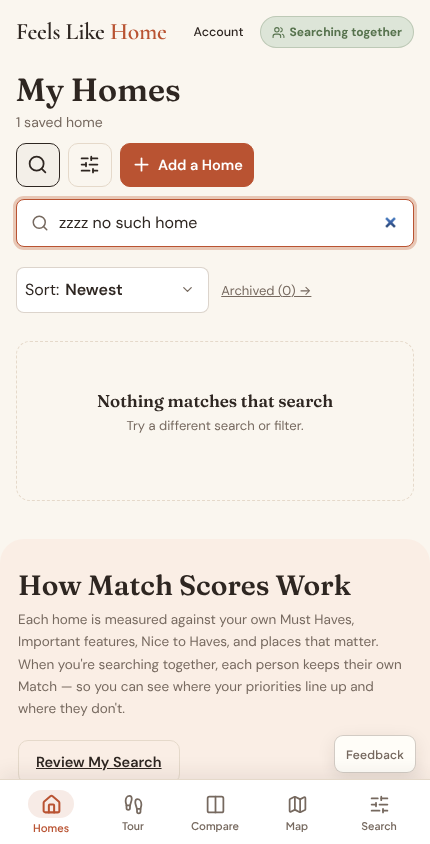 Feels Like Home
Account
Searching together
My Homes
1 saved home
Add a Home
zzzz no such home
Sort: Newest
Archived (0) →
Nothing matches that search
Try a different search or filter.
How Match Scores Work
Each home is measured against your own Must Haves,
Important features, Nice to Haves, and places that matter.
When you're searching together, each person keeps their own
Match — so you can see where your priorities line up and
where they don't.
Review My Search
Feedback
Homes
Tour
Compare
Map
Search